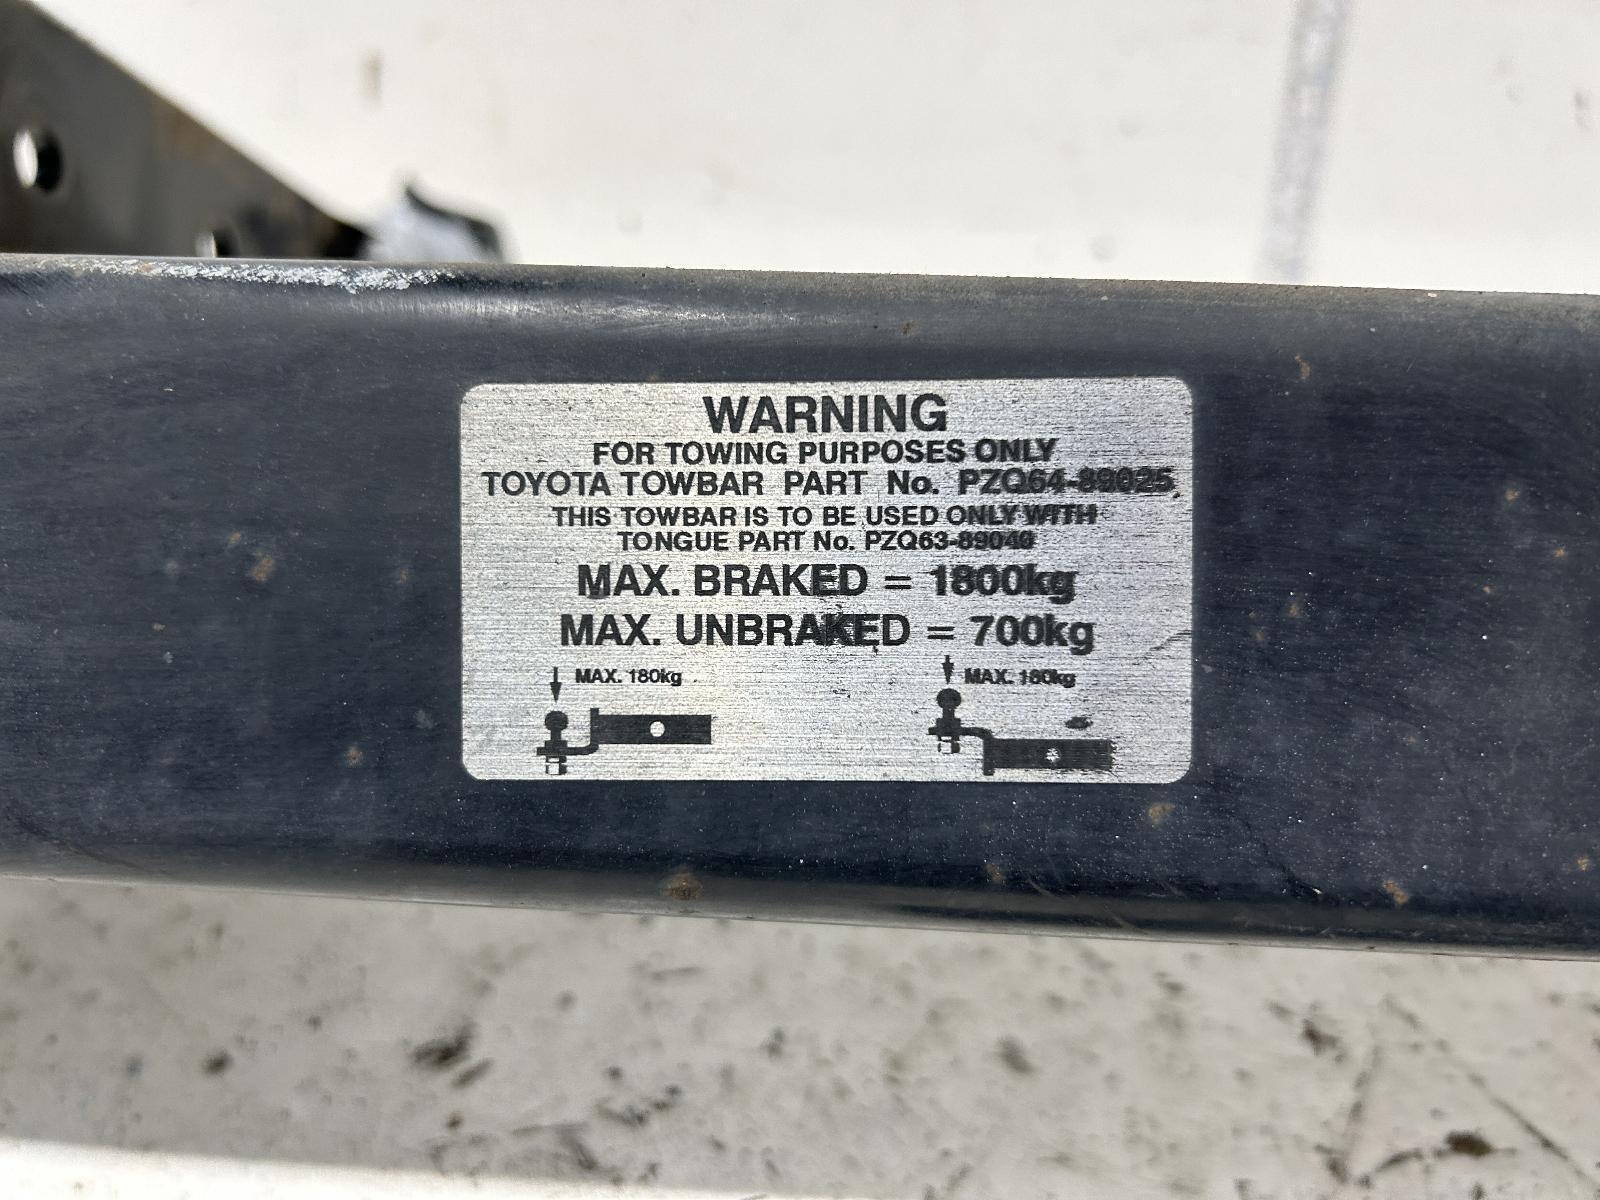 WARNING
FOR TOWING PURPOSES ONLY
TOYOTA TOWBAR PART No. PZQ64-89025
THIS TOWBAR IS TO BE USED ONLY WITH
TONGUE PART No. PZQ63-89040
MAX. BRAKED = 1800kg
MAX. UNBRAKED = 700kg
MAX. 180kg MAX. 180kg